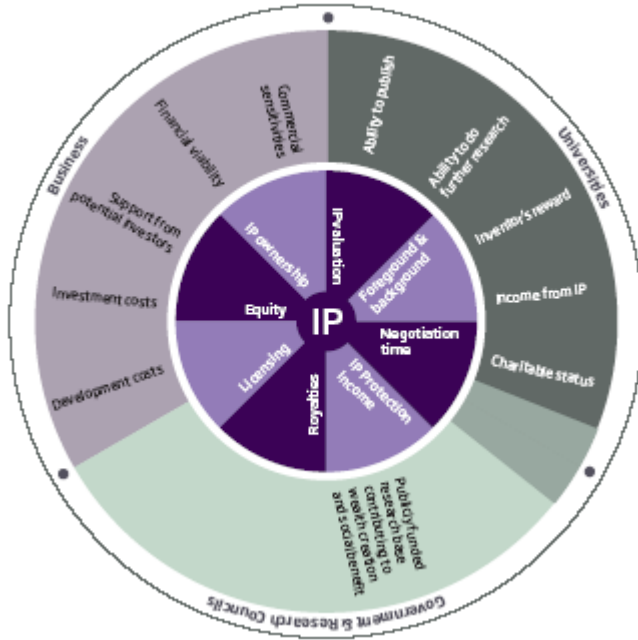 Business
Universities
Government & Research Councils
Commercial
sensitivities
Financial viability
Support from
potential investors
Investment costs
Development costs
Ability to publish
Ability to do
further research
Inventor's reward
Income from IP
Charitable status
Publicly funded
research base
contributing to
wealth creation
and social benefit
IP
IP valuation
Foreground &
background
Negotiation
time
IP Protection
Income
Royalties
Licensing
Equity
IP ownership